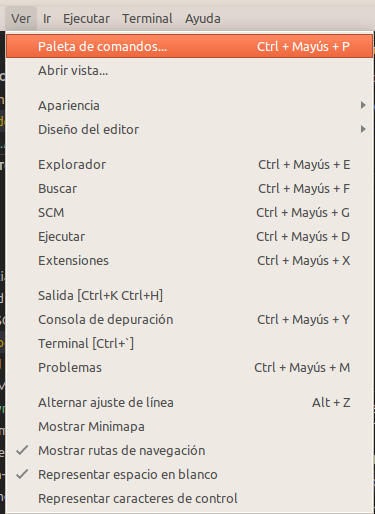 Ver Ir Ejecutar Terminal Ayuda
Paleta de comandos... Ctrl + Mayús + P
Abrir vista...
Apariencia
Diseño del editor
Explorador Ctrl + Mayús + E
Buscar Ctrl + Mayús + F
SCM Ctrl + Mayús + G
Ejecutar Ctrl + Mayús + D
Extensiones Ctrl + Mayús + X
Salida [Ctrl+K Ctrl+H]
Consola de depuración Ctrl + Mayús + Y
Terminal [Ctrl+`]
Problemas Ctrl + Mayús + M
Alternar ajuste de línea Alt + Z
Mostrar Minimapa
Mostrar rutas de navegación
Representar espacio en blanco
Representar caracteres de control